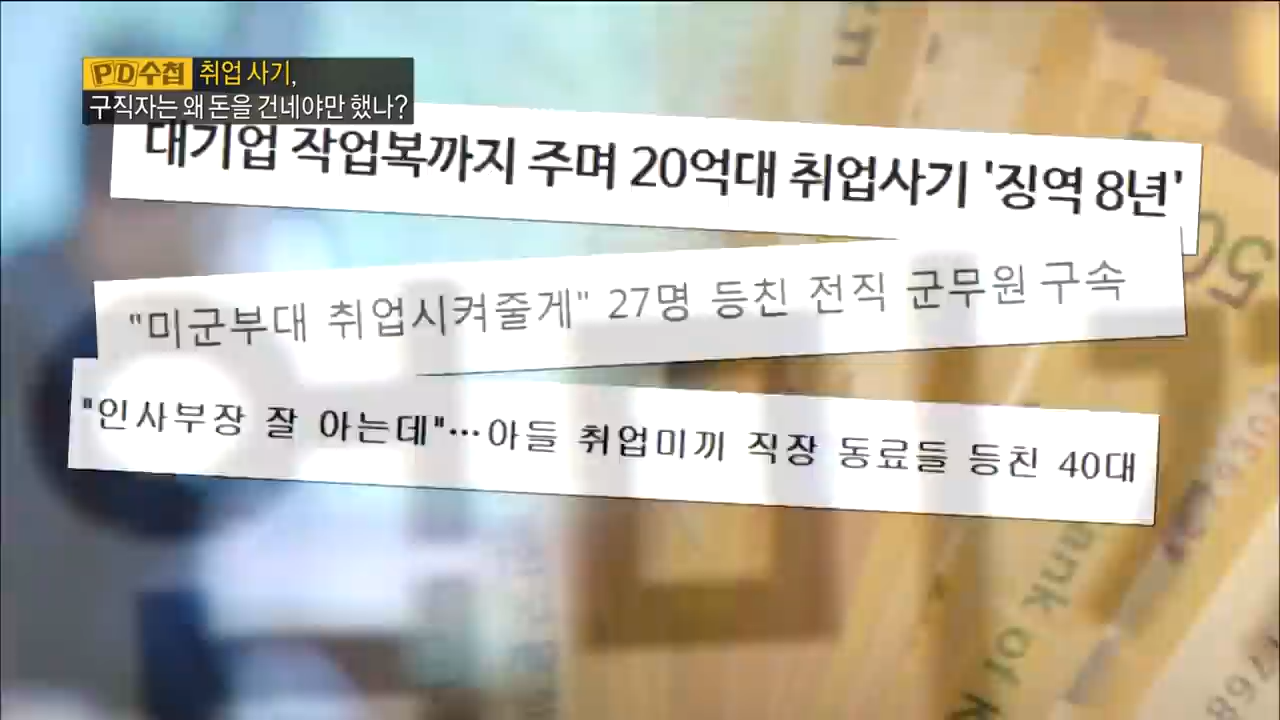 PD수첩 취업 사기,
구직자는 왜 돈을 건네야만 했나?
대기업 작업복까지 주며 20억대 취업사기 '징역 8년'
"미군부대 취업시켜줄게" 27명 등친 전직 군무원 구속
"인사부장 잘 아는데"…아들 취업미끼 직장 동료들 등친 40대
ank of K